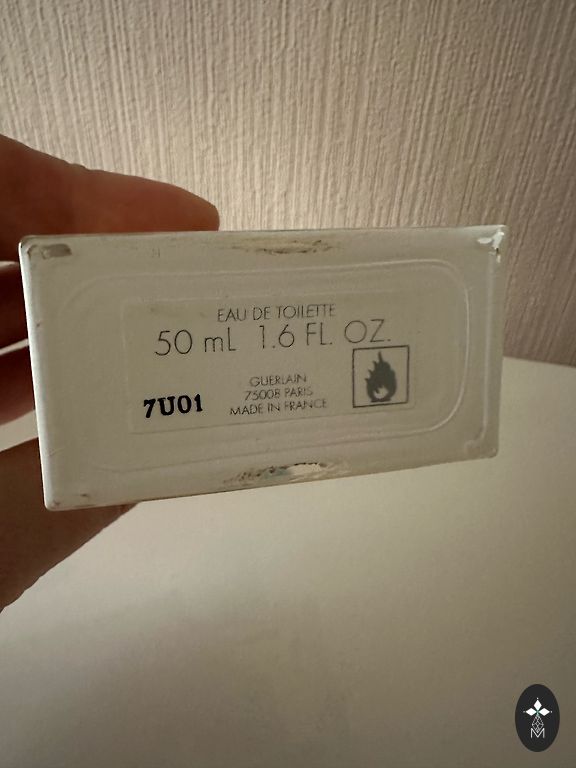 EAU DE TOILETTE
50 mL 1.6 FL. OZ.
GUERLAIN
75008 PARIS
MADE IN FRANCE
7U01
M